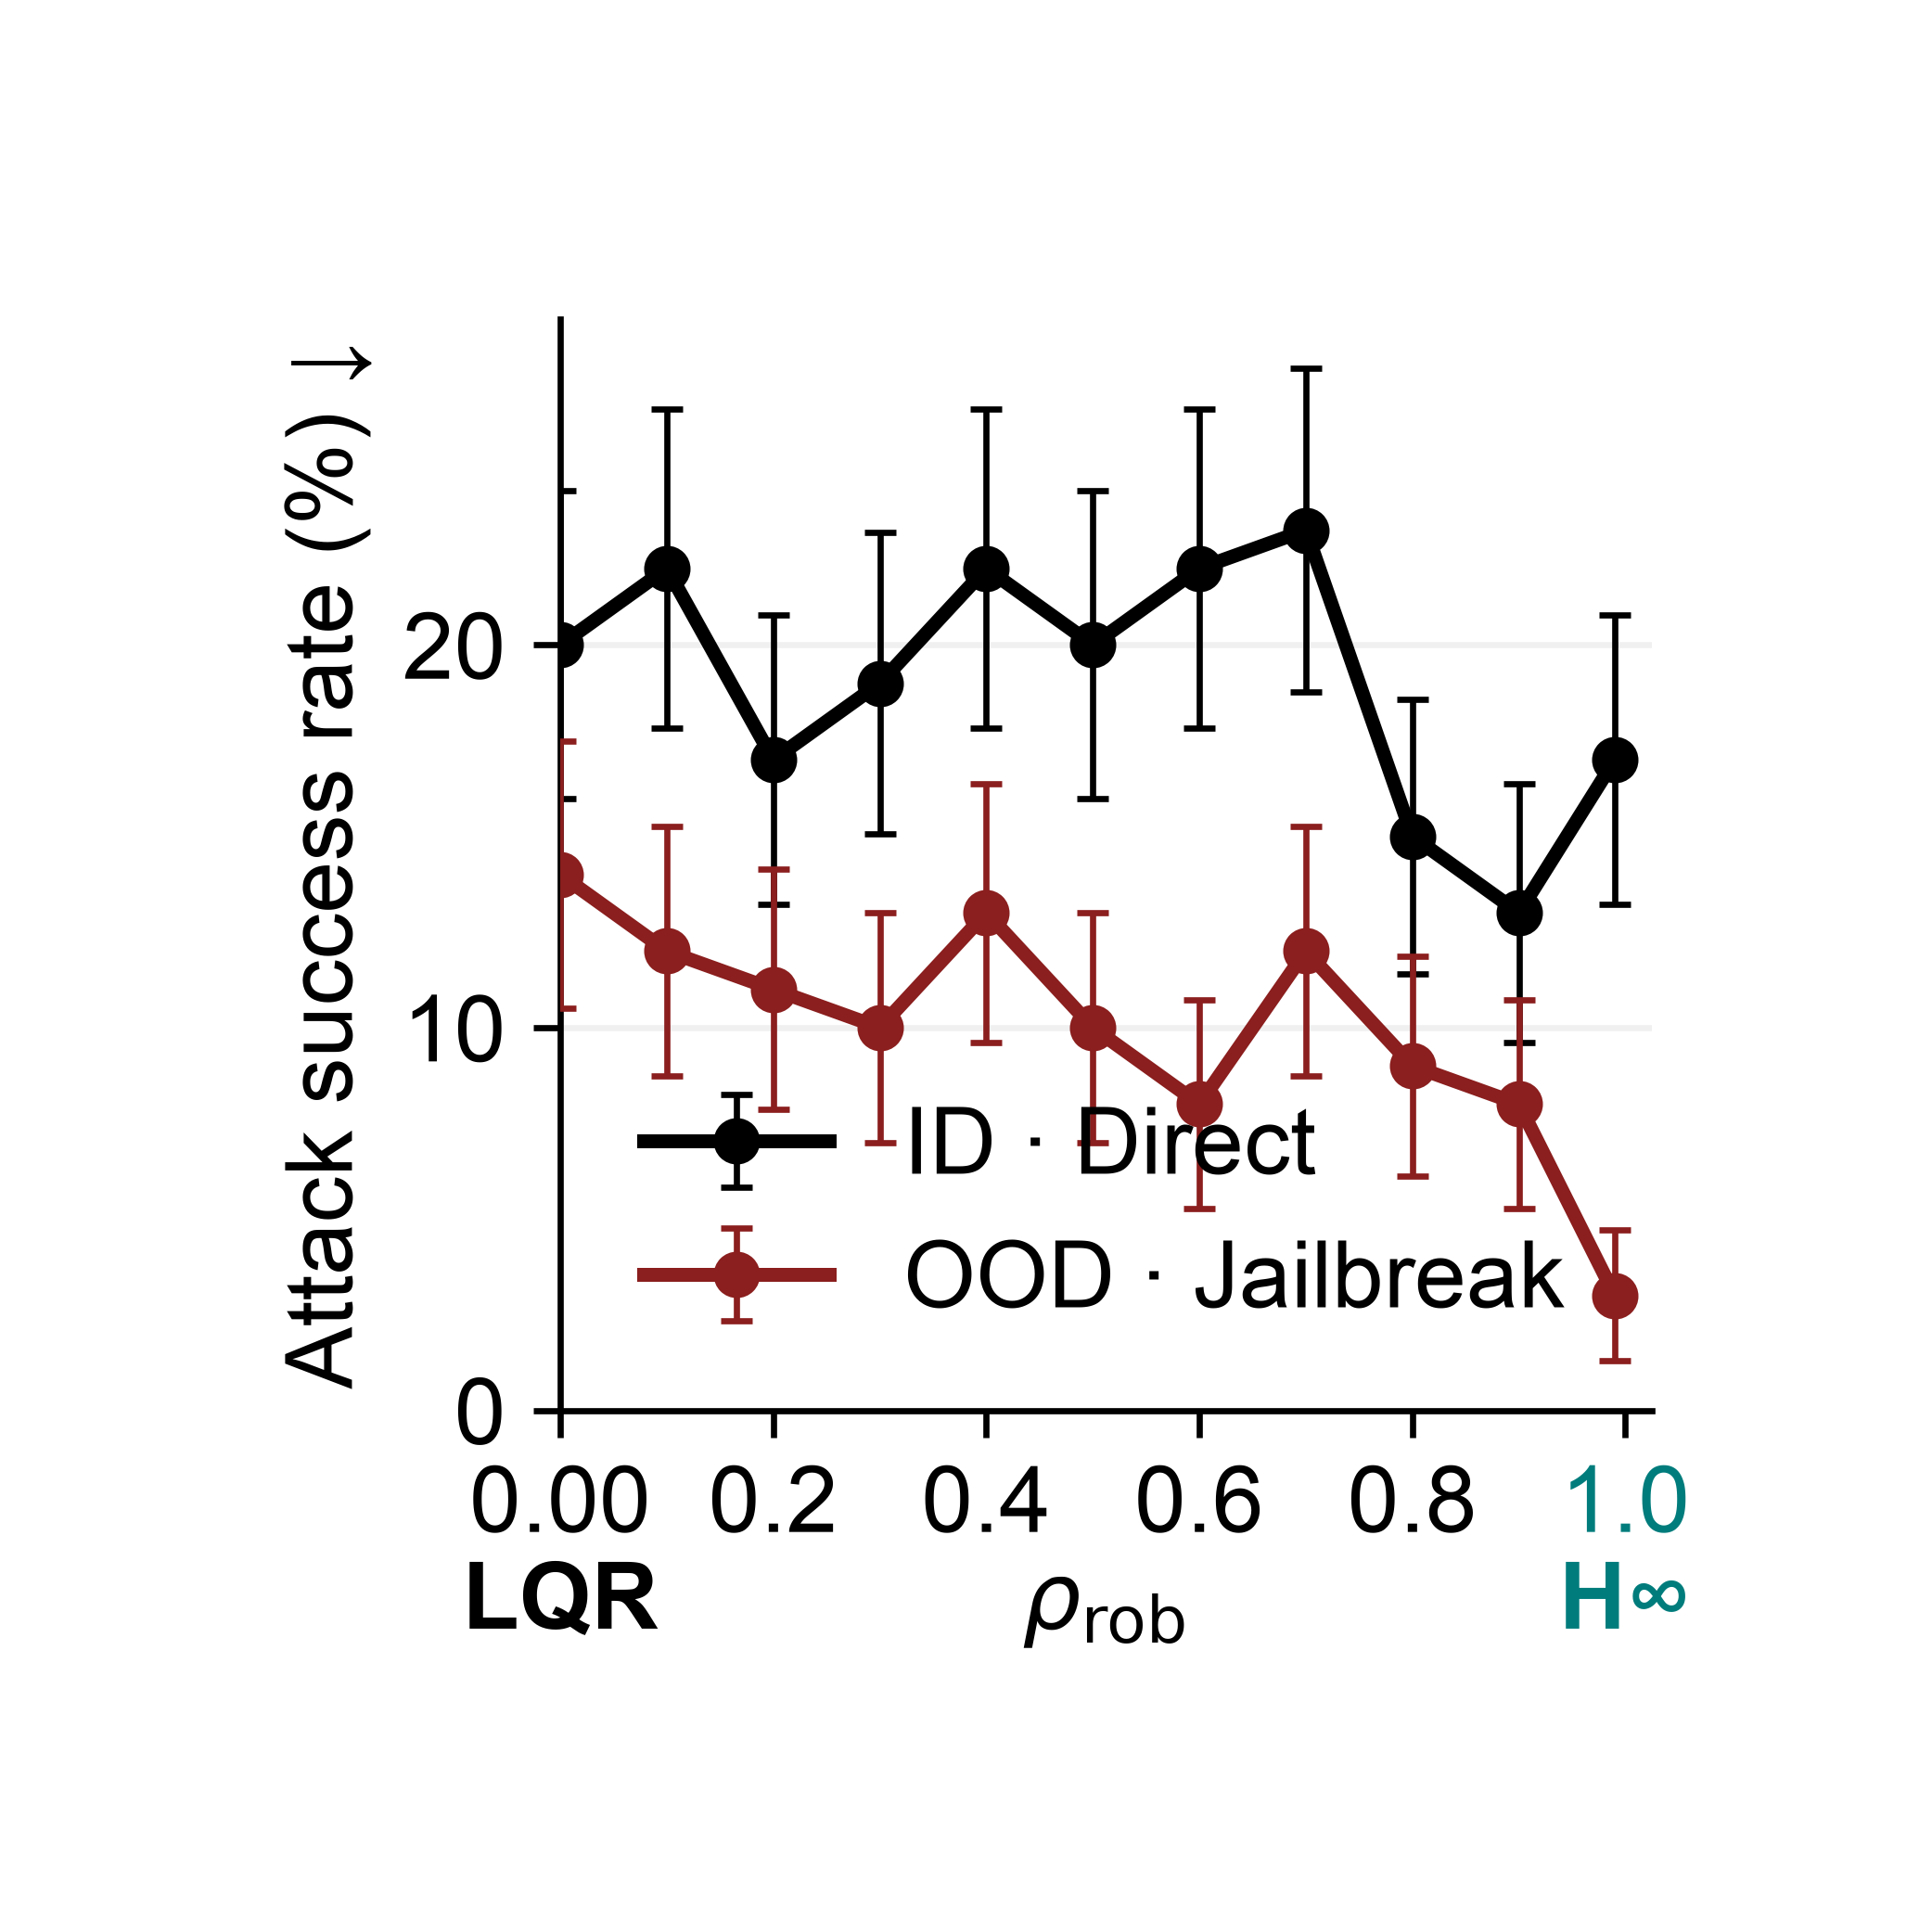 Attack success rate (%) ↓
20
10
0
ID · Direct
OOD · Jailbreak
0.00 0.2 0.4 0.6 0.8 1.0
LQR ρrob H∞